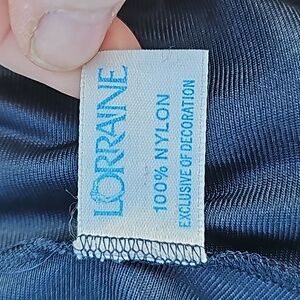 LORRAINE
100% NYLON
EXCLUSIVE OF DECORATION